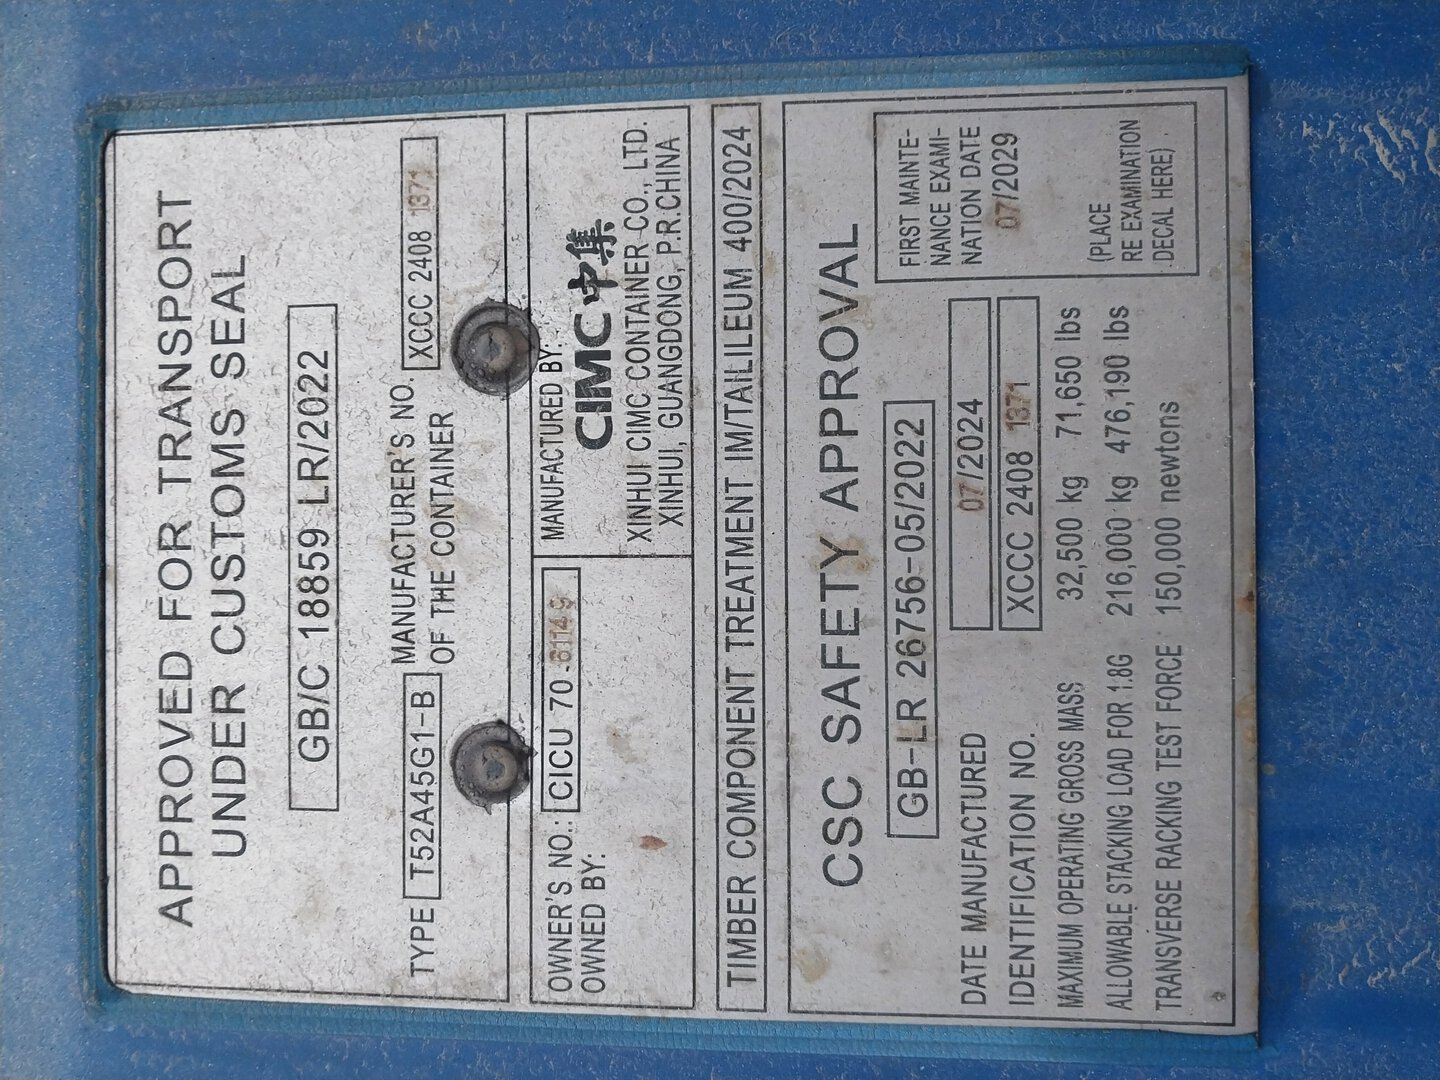 APPROVED FOR TRANSPORT
UNDER CUSTOMS SEAL
GB/C 18859 LR/2022
TYPE T52A45G1-B MANUFACTURER'S NO. XCCC 2408 1371
OF THE CONTAINER
OWNER'S NO.: CICU 70 61149
OWNED BY:
MANUFACTURED BY:
CIMC 中集
XINHUI CIMC CONTAINER CO., LTD.
XINHUI, GUANGDONG, P.R.CHINA
TIMBER COMPONENT TREATMENT IM/TAILILEUM 400/2024
CSC SAFETY APPROVAL
GB-LR 26756-05/2022
DATE MANUFACTURED 07/2024
IDENTIFICATION NO. XCCC 2408 1371
MAXIMUM OPERATING GROSS MASS 32,500 kg 71,650 lbs
ALLOWABLE STACKING LOAD FOR 1.8G 216,000 kg 476,190 lbs
TRANSVERSE RACKING TEST FORCE 150,000 newtons
FIRST MAINTE-
NANCE EXAMI-
NATION DATE
07/2029
(PLACE
RE EXAMINATION
DECAL HERE)